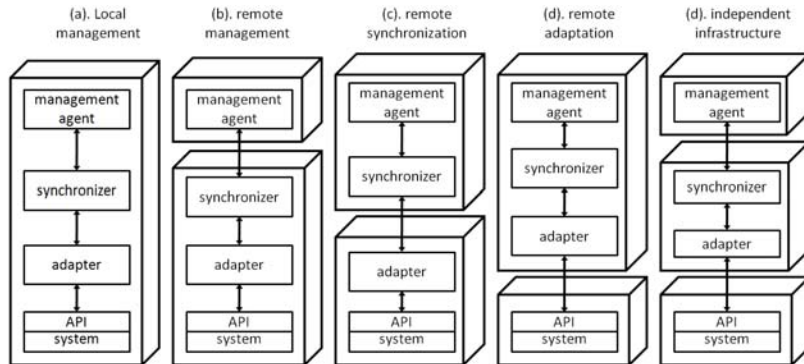 (a). Local
management
(b). remote
management
(c). remote
synchronization
(d). remote
adaptation
(d). independent
infrastructure
management
agent
synchronizer
adapter
API
system
management
agent
synchronizer
adapter
API
system
management
agent
synchronizer
adapter
API
system
management
agent
synchronizer
adapter
API
system
management
agent
synchronizer
adapter
API
system